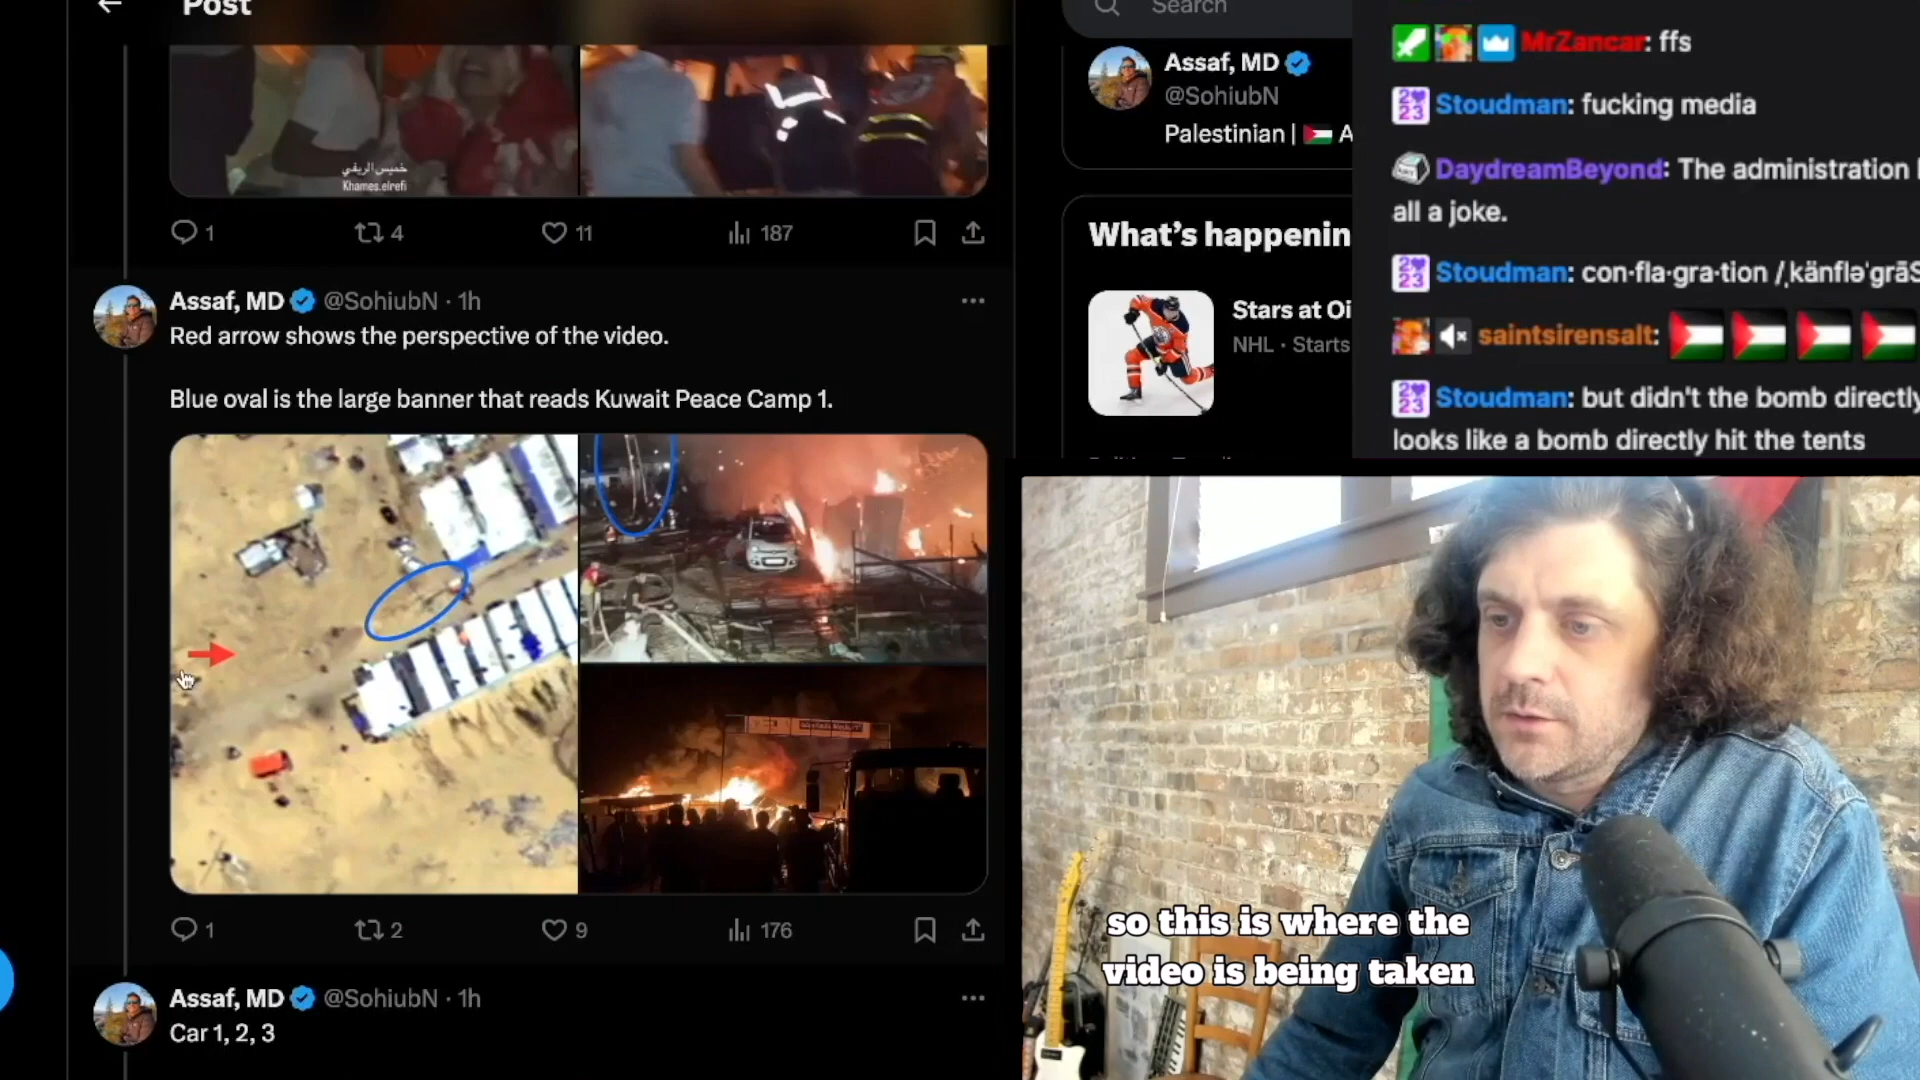 Post
خميس الريفي
Khames.elrefi
1
4
11
187
Assaf, MD @SohiubN · 1h
Red arrow shows the perspective of the video.
Blue oval is the large banner that reads Kuwait Peace Camp 1.
1
2
9
176
Assaf, MD @SohiubN · 1h
Car 1, 2, 3
Search
Assaf, MD
@SohiubN
Palestinian | 🇵🇸 A
What's happenin
Stars at Oi
NHL · Starts
MrZancar: ffs
Stoudman: fucking media
DaydreamBeyond: The administration
all a joke.
Stoudman: con·fla·gra·tion /ˌkänfləˈgrāS
saintsirensalt: 🇵🇸🇵🇸🇵🇸🇵🇸
Stoudman: but didn't the bomb directly
looks like a bomb directly hit the tents
so this is where the
video is being taken